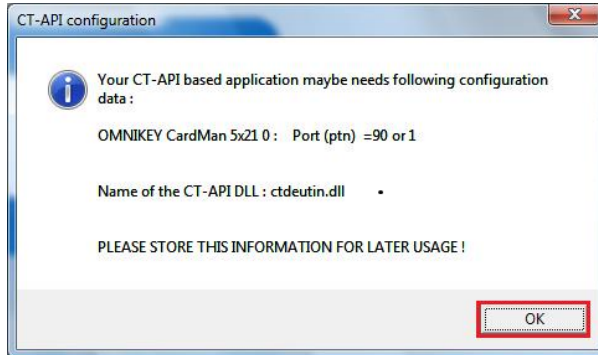 CT-API configuration
Your CT-API based application maybe needs following configuration
data :
OMNIKEY CardMan 5x21 0 : Port (ptn) =90 or 1
Name of the CT-API DLL : ctdeutin.dll .
PLEASE STORE THIS INFORMATION FOR LATER USAGE !
OK